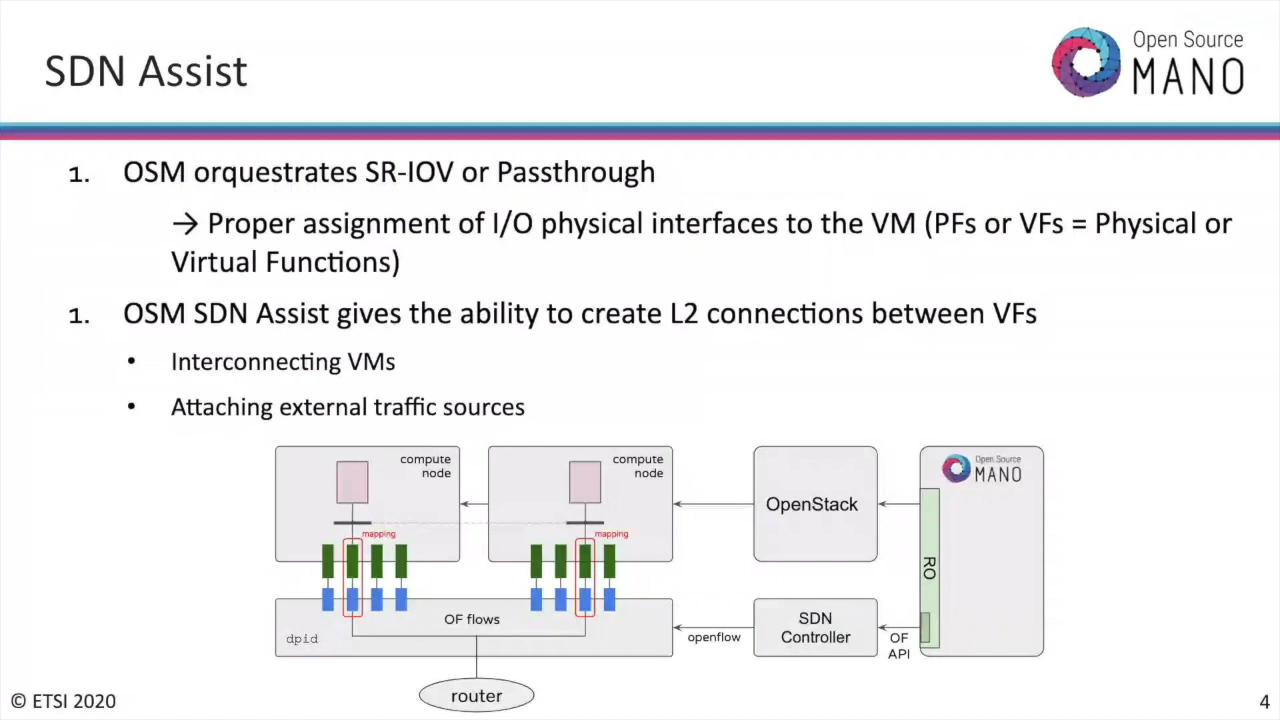 SDN Assist
Open Source
MANO
1. OSM orquestrates SR-IOV or Passthrough
→ Proper assignment of I/O physical interfaces to the VM (PFs or VFs = Physical or
Virtual Functions)
1. OSM SDN Assist gives the ability to create L2 connections between VFs
• Interconnecting VMs
• Attaching external traffic sources
compute
node
mapping
compute
node
mapping
OpenStack
Open Source
MANO
RO
OF flows
dpid
openflow
SDN
Controller
OF
API
router
© ETSI 2020
4